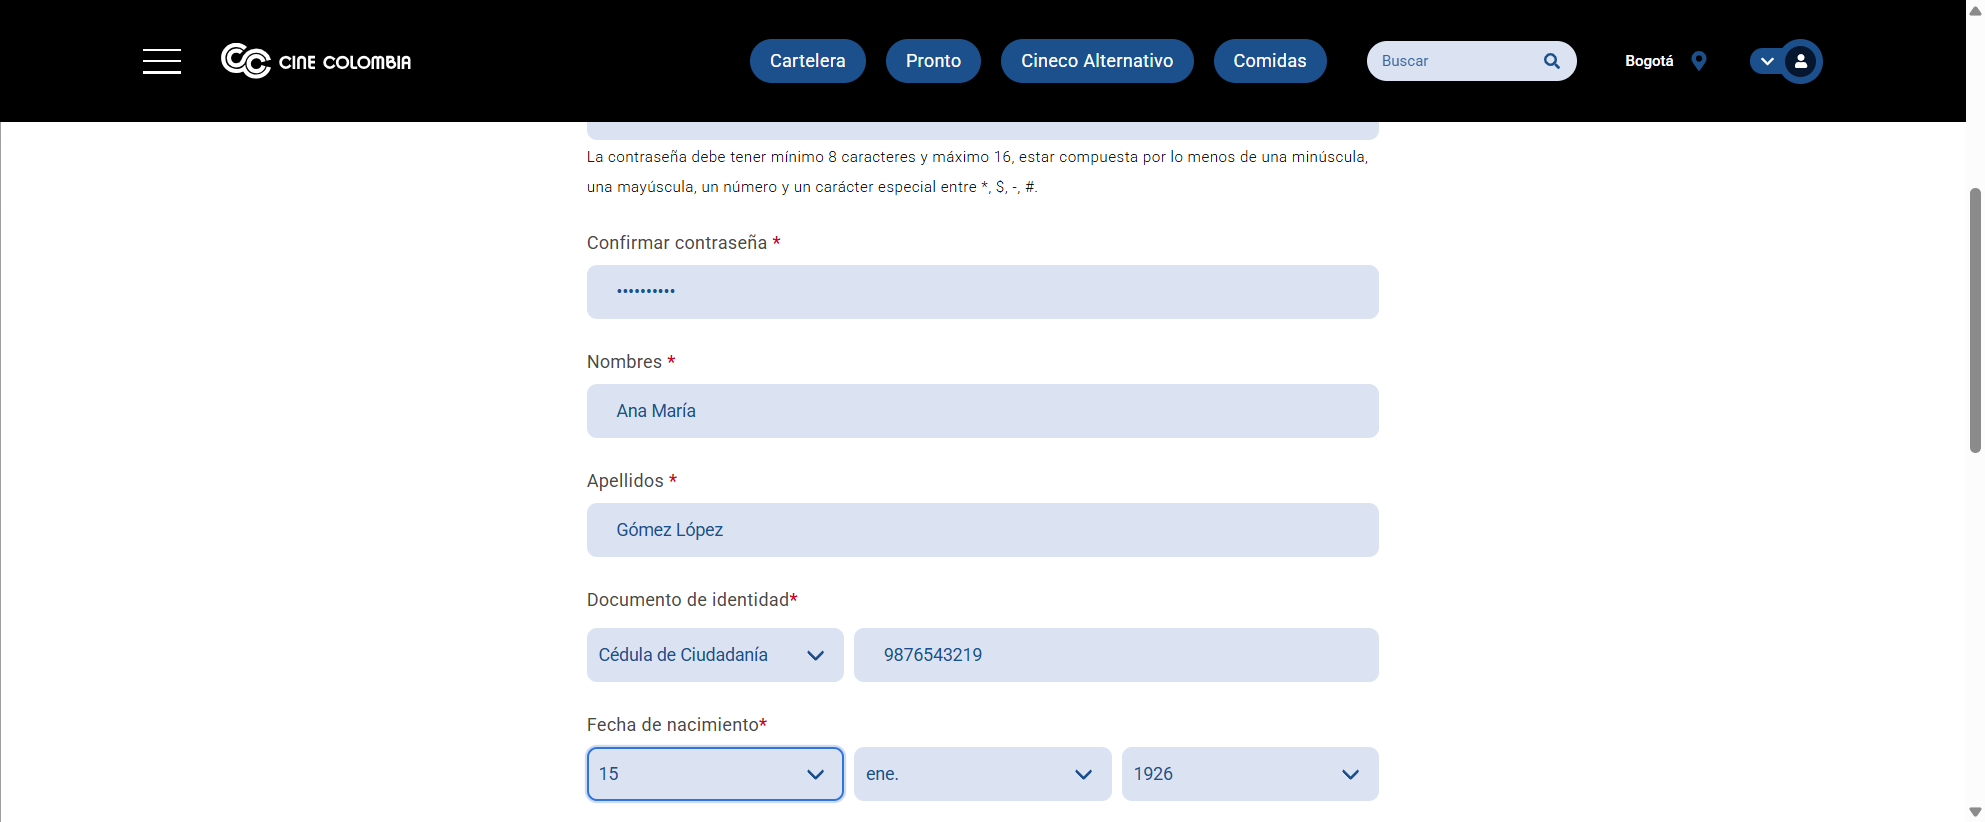 CINE COLOMBIA
Cartelera
Pronto
Cineco Alternativo
Comidas
Buscar
Bogotá
La contraseña debe tener mínimo 8 caracteres y máximo 16, estar compuesta por lo menos de una minúscula,
una mayúscula, un número y un carácter especial entre *, $, -, #.
Confirmar contraseña *
••••••••••
Nombres *
Ana María
Apellidos *
Gómez López
Documento de identidad*
Cédula de Ciudadanía
9876543219
Fecha de nacimiento*
15
ene.
1926